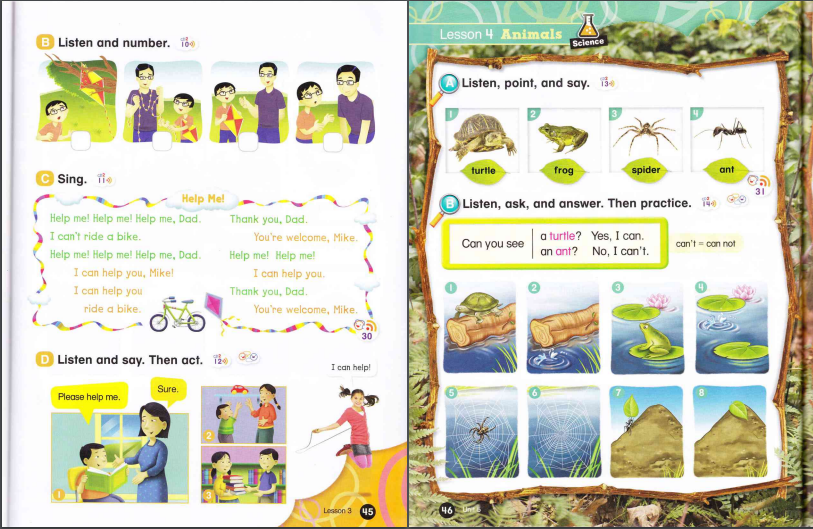 B Listen and number.
CD2
10
C Sing.
CD2
11
Help Me!
Help me! Help me! Help me, Dad.
I can't ride a bike.
Help me! Help me! Help me, Dad.
I can help you, Mike!
I can help you
ride a bike.
Thank you, Dad.
You're welcome, Mike.
Help me! Help me!
I can help you.
Thank you, Dad.
You're welcome, Mike.
30
D Listen and say. Then act.
CD2
12
I can help!
Please help me.
Sure.
1
2
3
Lesson 3 45
Lesson 4 Animals
Science
A Listen, point, and say.
CD2
13
1
2
3
4
turtle
frog
spider
ant
31
B Listen, ask, and answer. Then practice.
CD2
14
Can you see
a turtle? Yes, I can.
an ant? No, I can't.
can't = can not
1
2
3
4
5
6
7
8
46